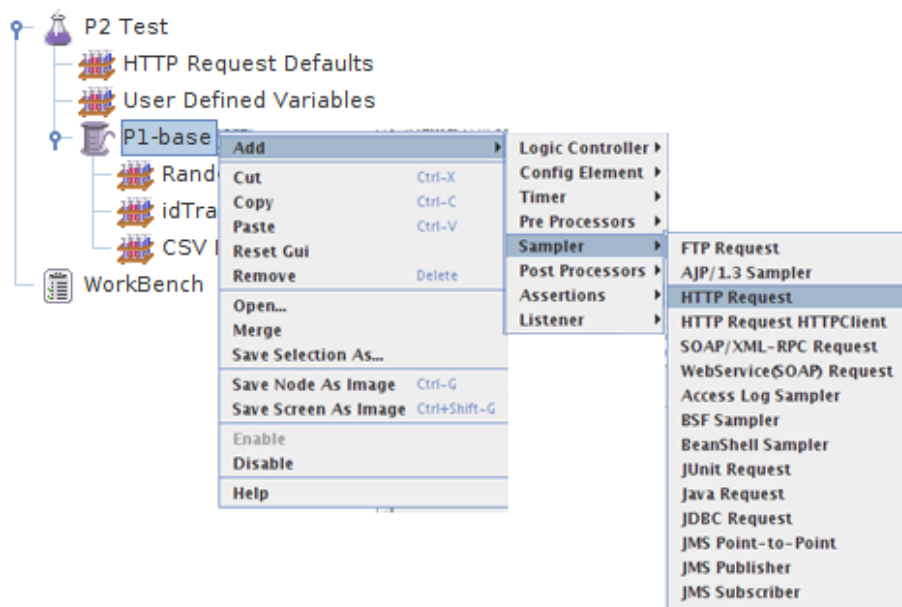 P2 Test
HTTP Request Defaults
User Defined Variables
P1-base
Rand
idTra
CSV
WorkBench
Add
Cut Ctrl-X
Copy Ctrl-C
Paste Ctrl-V
Reset Gui
Remove Delete
Open...
Merge
Save Selection As...
Save Node As Image Ctrl-G
Save Screen As Image Ctrl+Shift-G
Enable
Disable
Help
Logic Controller
Config Element
Timer
Pre Processors
Sampler
Post Processors
Assertions
Listener
FTP Request
AJP/1.3 Sampler
HTTP Request
HTTP Request HTTPClient
SOAP/XML-RPC Request
WebService(SOAP) Request
Access Log Sampler
BSF Sampler
BeanShell Sampler
JUnit Request
Java Request
JDBC Request
JMS Point-to-Point
JMS Publisher
JMS Subscriber